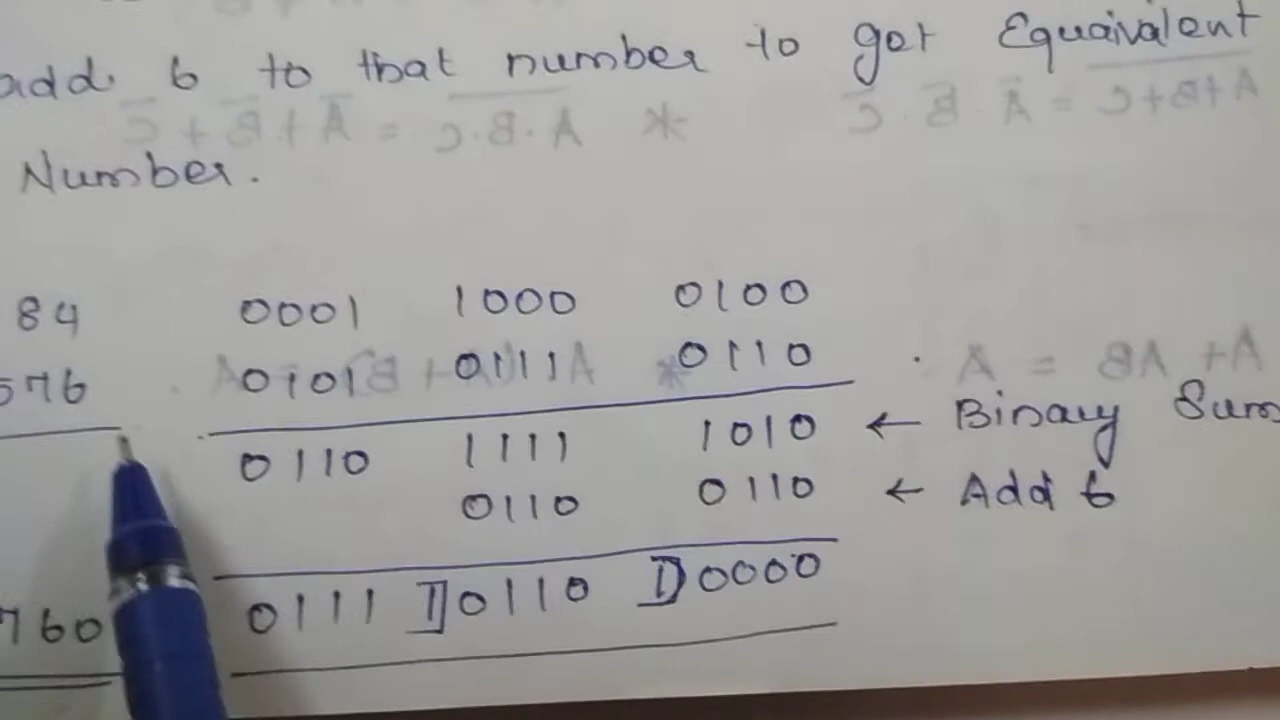 add 6 to that number to get Equaivalent
Number.
84 0001 1000 0100
576 0101 0111 0110
0110 1111 1010 ← Binary Sum
0110 0110 ← Add 6
760 0111 1 0110 1 0000